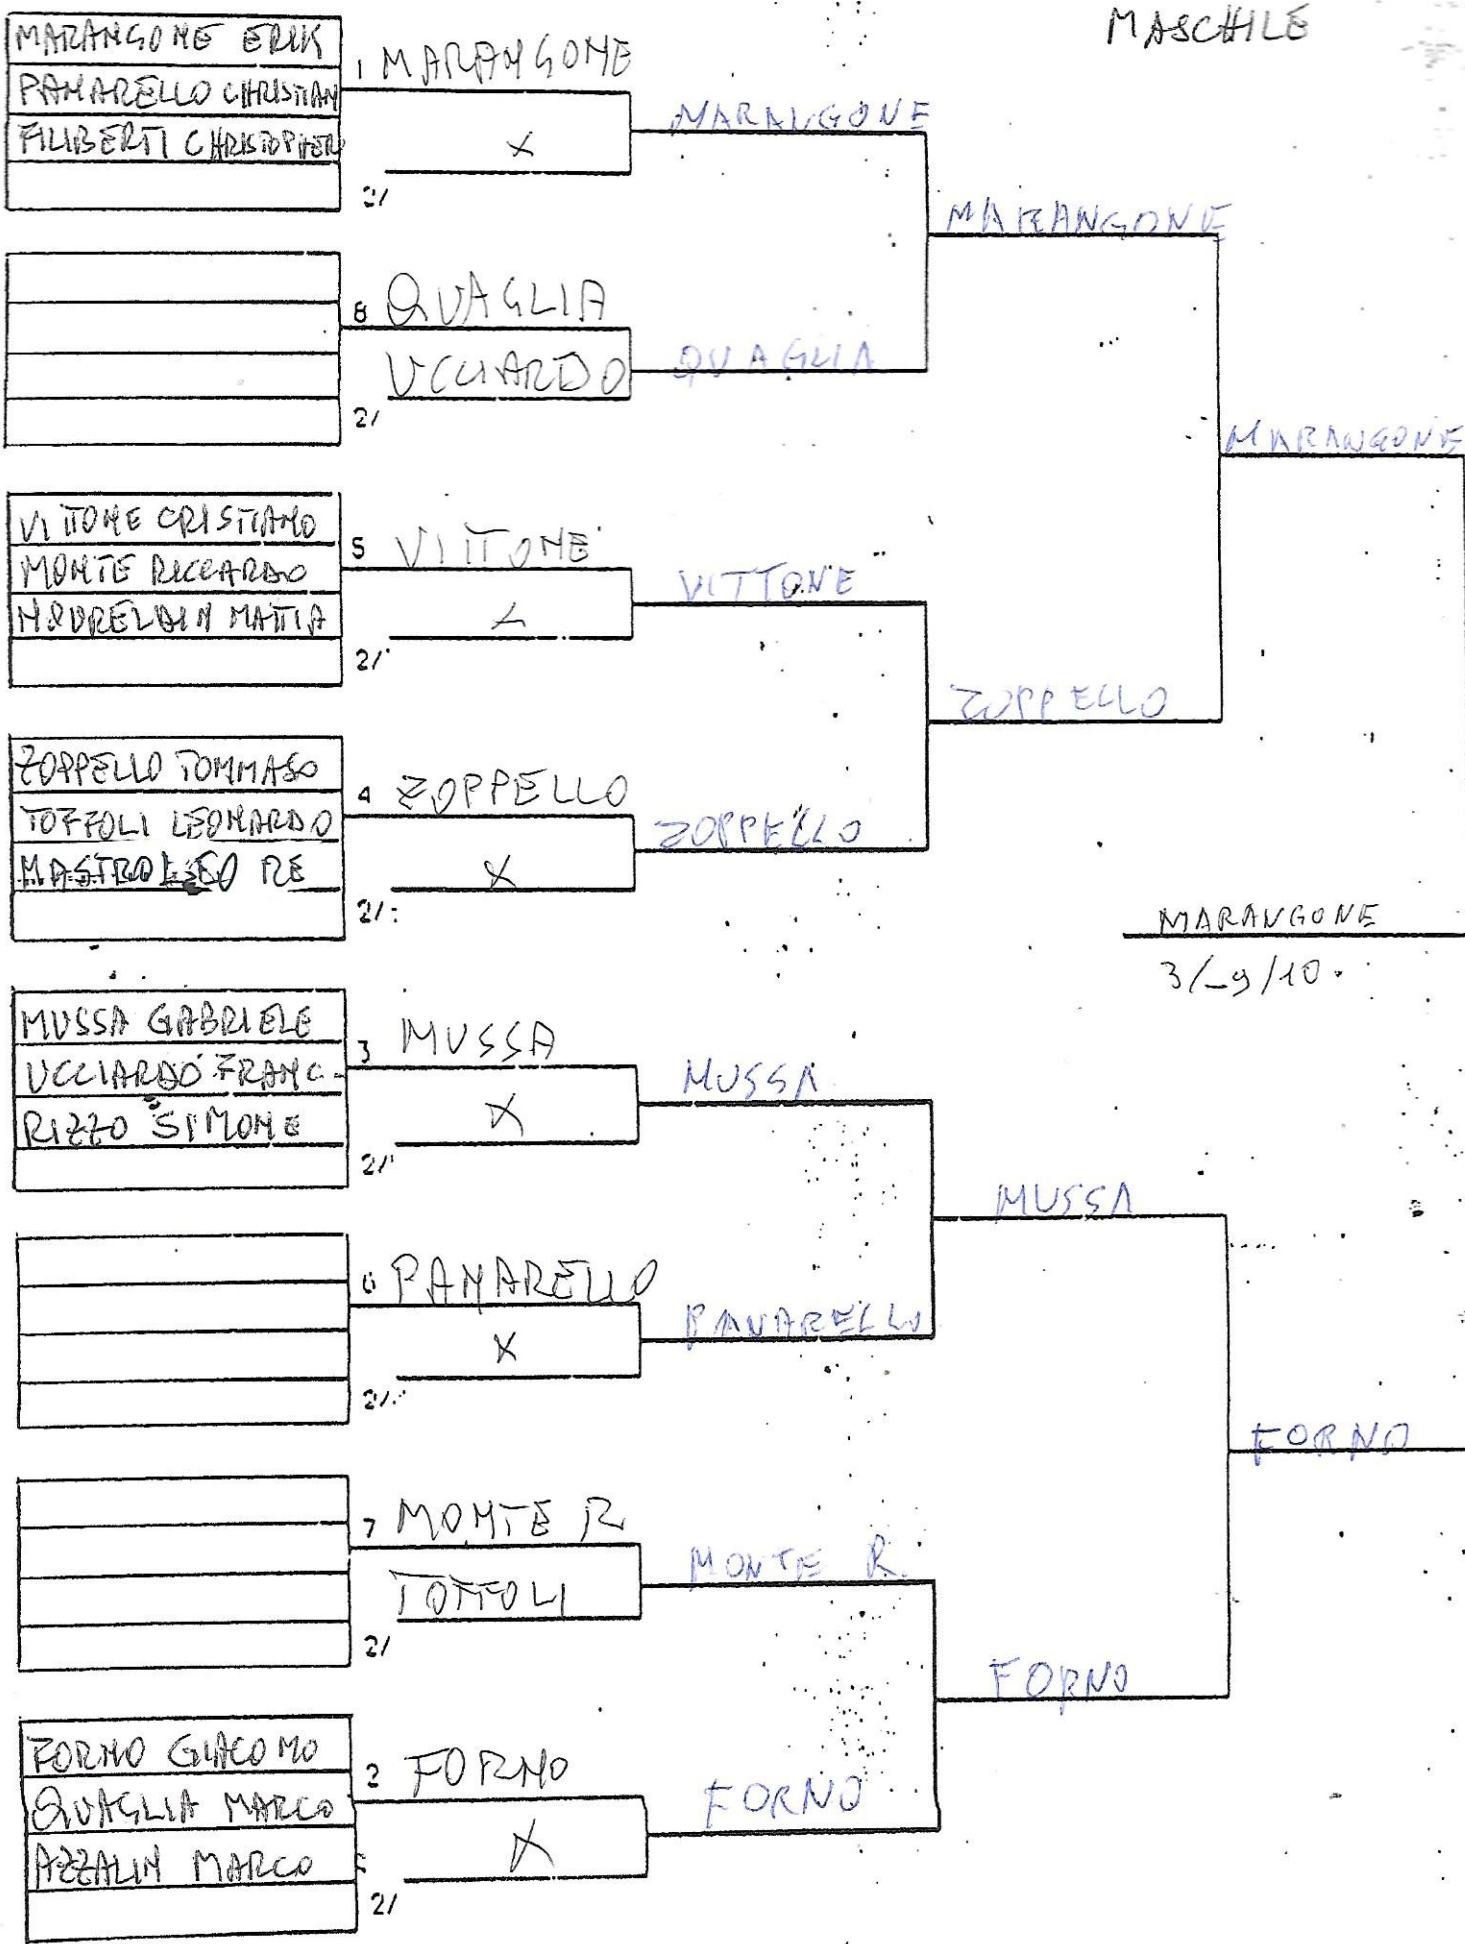 MASCHILE
MARANGONE ERIK
PANARELLO CHRISTIAN
FILIBERTI CHRISTOPHER
1 MARANGONE
X
2/
MARANGONE
8 QUAGLIA
UCCIARDO
2/
QUAGLIA
MARANGONE
VITTONE CRISTIANO
MONTE RICCARDO
MATTIA
5 VITTONE
2/
VITTONE
ZOPPELLO TOMMASO
TOFFOLI LEONARDO
MASTROLEO RE
4 ZOPPELLO
X
2/
ZOPPELLO
ZOPPELLO
MARANGONE
MARANGONE
3/ 9/10
MUSSA GABRIELE
UCCIARDO FRANC.
RIZZO SIMONE
3 MUSSA
X
2/
MUSSA
6 PANARELLO
X
2/
PANARELLO
MUSSA
7 MONTE R
TOFFOLI
2/
MONTE R.
FORNO GIACOMO
QUAGLIA MARCO
AZZALIN MARCO
2 FORNO
X
2/
FORNO
FORNO
FORNO